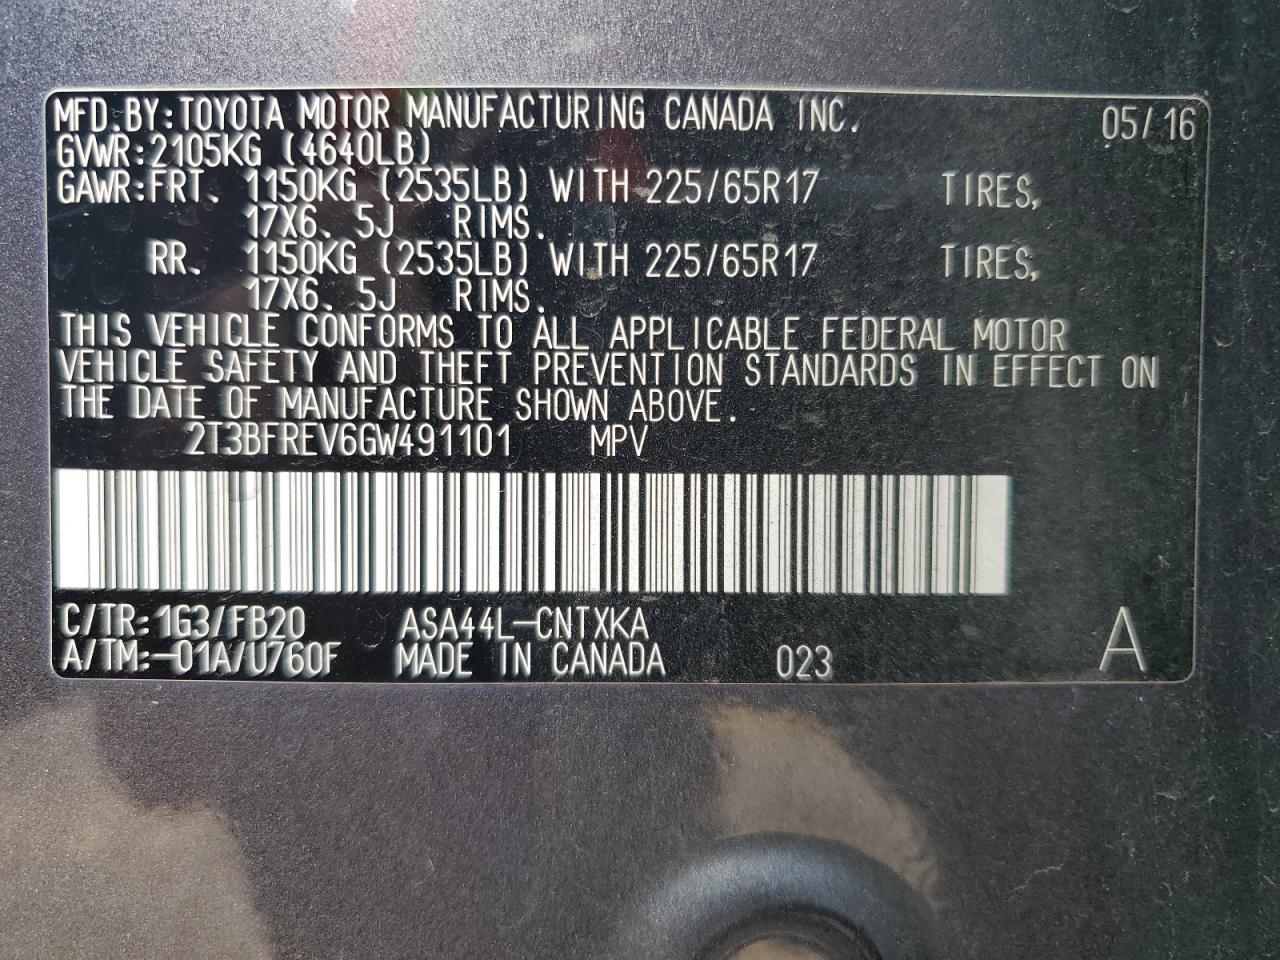 MFD.BY:TOYOTA MOTOR MANUFACTURING CANADA INC. 05/16
GVWR:2105KG (4640LB)
GAWR:FRT. 1150KG (2535LB) WITH 225/65R17 TIRES,
17X6.5J RIMS.
RR. 1150KG (2535LB) WITH 225/65R17 TIRES,
17X6.5J RIMS.
THIS VEHICLE CONFORMS TO ALL APPLICABLE FEDERAL MOTOR
VEHICLE SAFETY AND THEFT PREVENTION STANDARDS IN EFFECT ON
THE DATE OF MANUFACTURE SHOWN ABOVE.
2T3BFREV6GW491101 MPV
C/TR:1G3/FB20 ASA44L-CNTXKA A
A/TM:-01A/U760F MADE IN CANADA 023